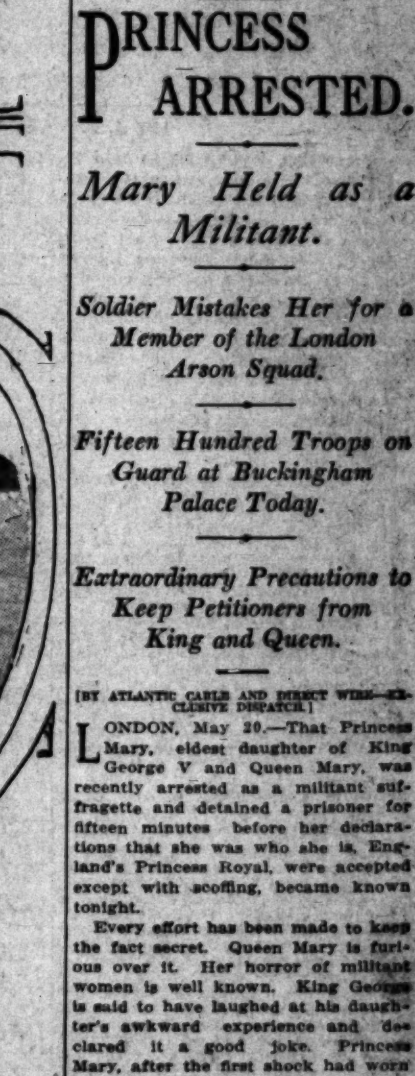 PRINCESS
ARRESTED.
Mary Held as a
Militant.
Soldier Mistakes Her for a
Member of the London
Arson Squad.
Fifteen Hundred Troops on
Guard at Buckingham
Palace Today.
Extraordinary Precautions to
Keep Petitioners from
King and Queen.
[BY ATLANTIC CABLE AND DIRECT WIRE—EX-
CLUSIVE DISPATCH.]
LONDON, May 20.—That Princess
Mary, eldest daughter of King
George V and Queen Mary, was
recently arrested as a militant suf-
fragette and detained a prisoner for
fifteen minutes before her declara-
tions that she was who she is, Eng-
land's Princess Royal, were accepted
except with scoffing, became known
tonight.
Every effort has been made to keep
the fact secret. Queen Mary is furi-
ous over it. Her horror of militant
women is well known. King George
is said to have laughed at his daugh-
ter's awkward experience and de-
clared it a good joke. Princess
Mary, after the first shock had worn